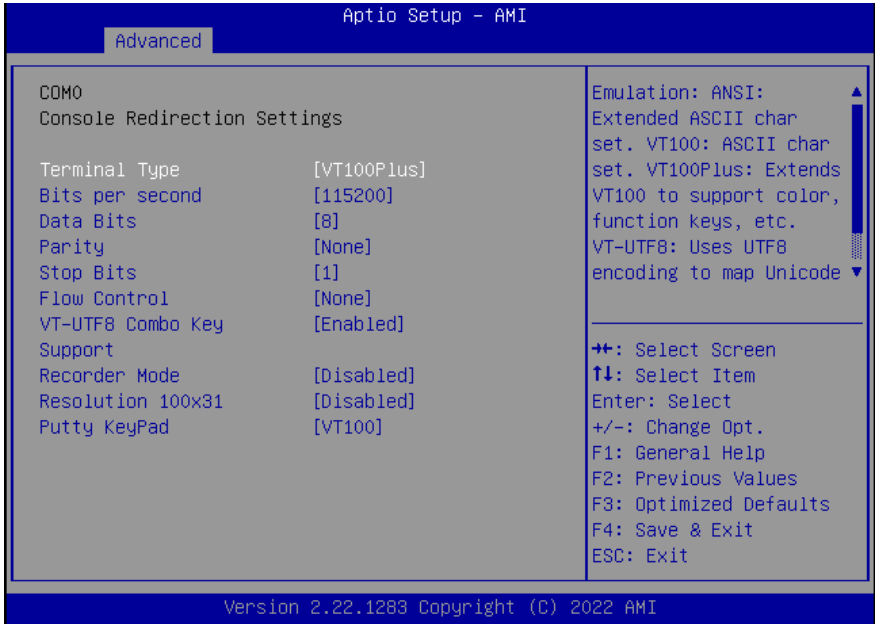 Aptio Setup – AMI
Advanced
COM0
Console Redirection Settings
Terminal Type [VT100Plus]
Bits per second [115200]
Data Bits [8]
Parity [None]
Stop Bits [1]
Flow Control [None]
VT-UTF8 Combo Key [Enabled]
Support
Recorder Mode [Disabled]
Resolution 100x31 [Disabled]
Putty KeyPad [VT100]
Emulation: ANSI:
Extended ASCII char
set. VT100: ASCII char
set. VT100Plus: Extends
VT100 to support color,
function keys, etc.
VT-UTF8: Uses UTF8
encoding to map Unicode
→←: Select Screen
↑↓: Select Item
Enter: Select
+/-: Change Opt.
F1: General Help
F2: Previous Values
F3: Optimized Defaults
F4: Save & Exit
ESC: Exit
Version 2.22.1283 Copyright (C) 2022 AMI